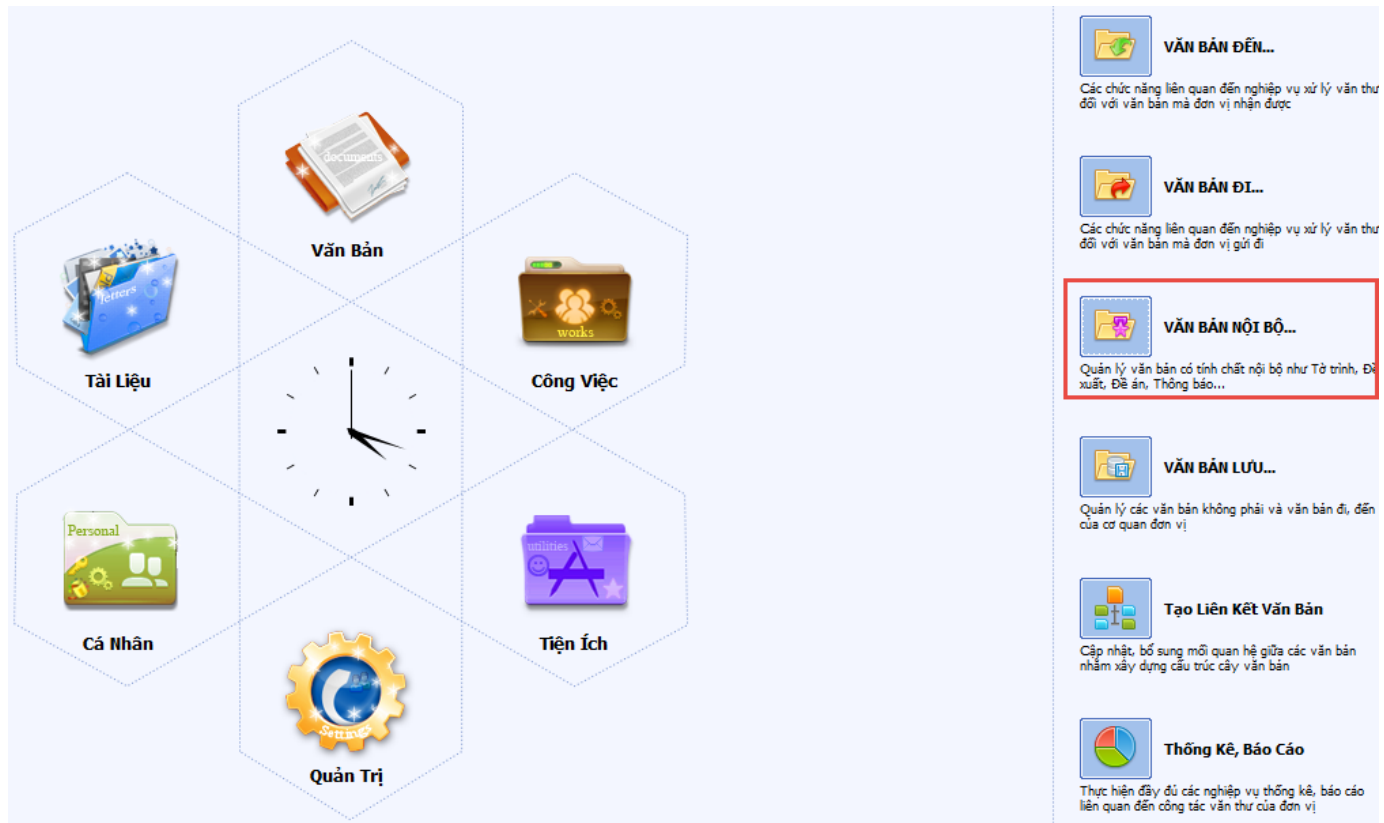 documents
Văn Bản
letters
Tài Liệu
works
Công Việc
Personal
Cá Nhân
utilities
Tiện Ích
Settings
Quản Trị
VĂN BẢN ĐẾN...
Các chức năng liên quan đến nghiệp vụ xử lý văn thư
đối với văn bản mà đơn vị nhận được
VĂN BẢN ĐI...
Các chức năng liên quan đến nghiệp vụ xử lý văn thư
đối với văn bản mà đơn vị gửi đi
VĂN BẢN NỘI BỘ...
Quản lý văn bản có tính chất nội bộ như Tờ trình, Đề
xuất, Đề án, Thông báo...
VĂN BẢN LƯU...
Quản lý các văn bản không phải và văn bản đi, đến
của cơ quan đơn vị
Tạo Liên Kết Văn Bản
Cập nhật, bổ sung mối quan hệ giữa các văn bản
nhằm xây dựng cấu trúc cây văn bản
Thống Kê, Báo Cáo
Thực hiện đầy đủ các nghiệp vụ thống kê, báo cáo
liên quan đến công tác văn thư của đơn vị